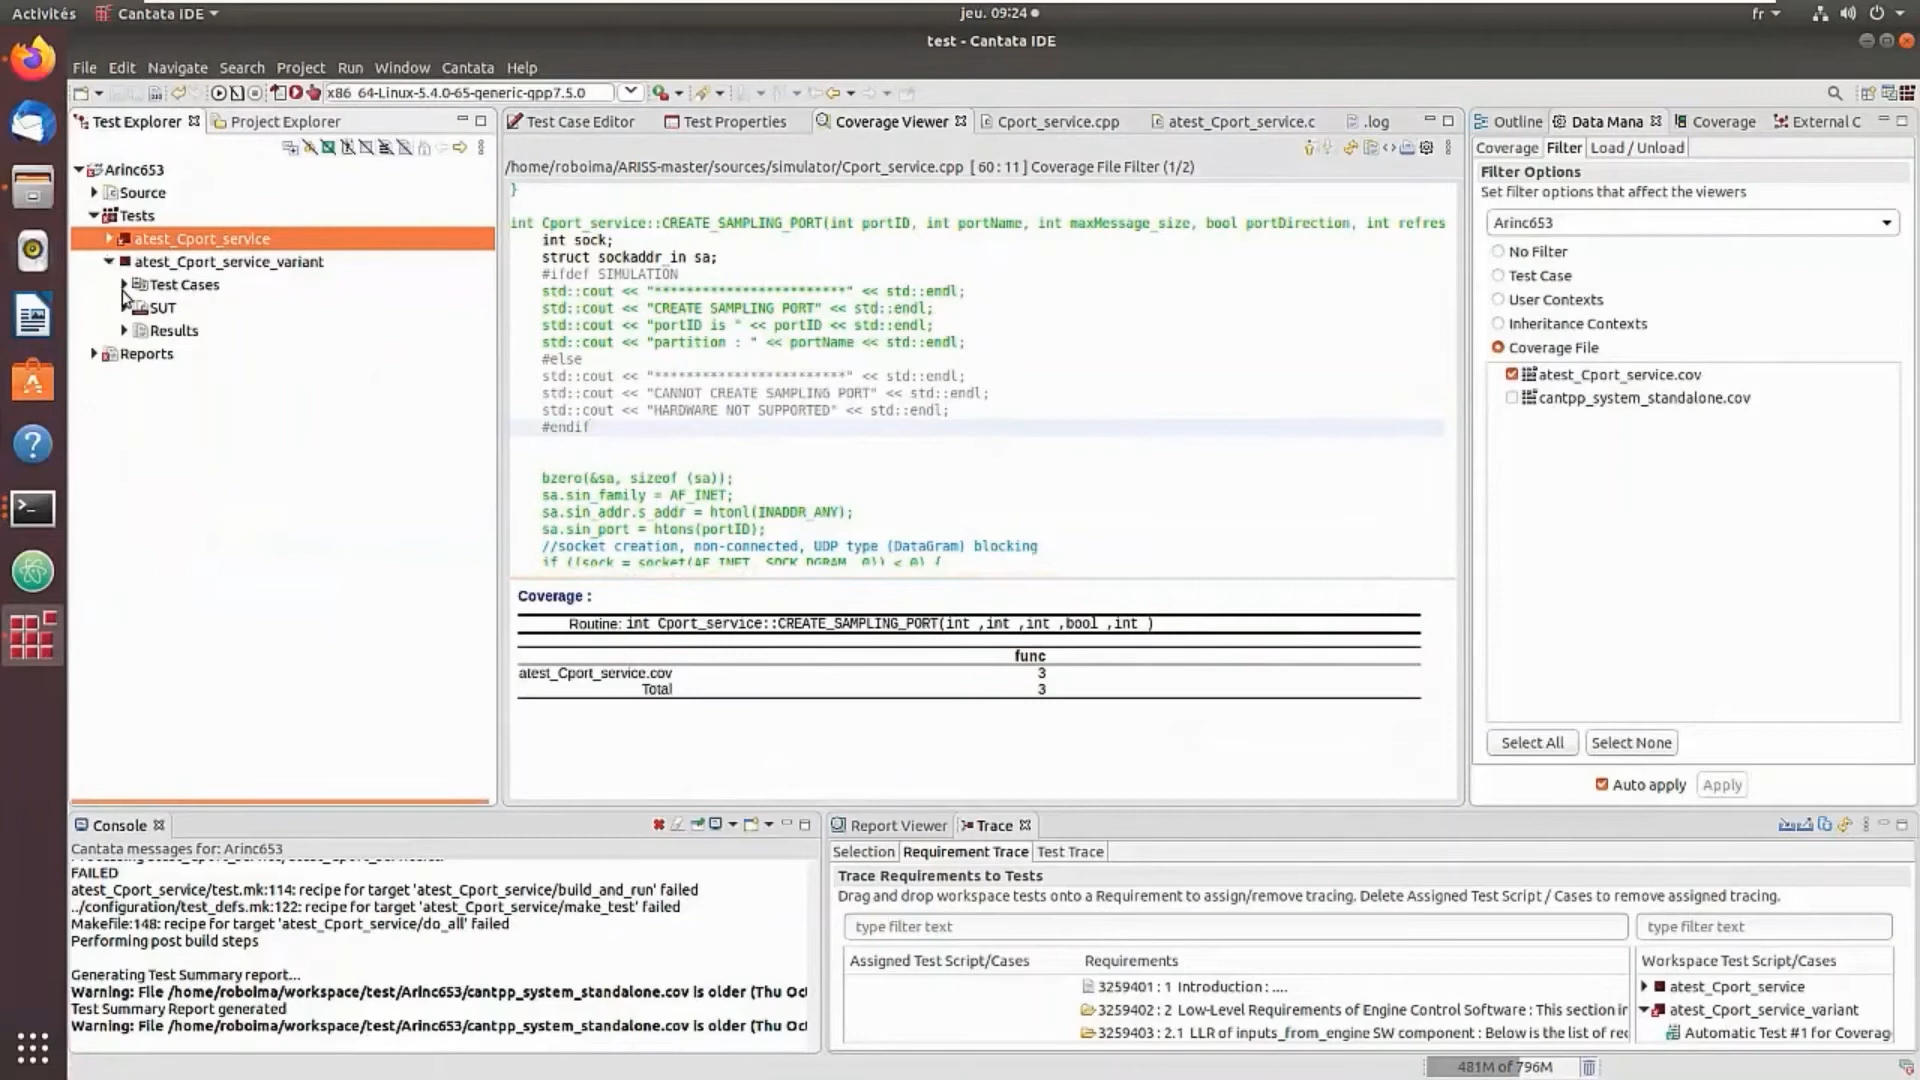 Activités
Cantata IDE
jeu. 09:24
fr
test - Cantata IDE
File Edit Navigate Search Project Run Window Cantata Help
x86_64-Linux-5.4.0-65-generic-gpp7.5.0
Test Explorer
Project Explorer
Arinc653
Source
Tests
atest_Cport_service
atest_Cport_service_variant
Test Cases
SUT
Results
Reports
Test Case Editor
Test Properties
Coverage Viewer
Cport_service.cpp
atest_Cport_service.c
.log
/home/roboima/ARISS-master/sources/simulator/Cport_service.cpp [ 60 : 11 ] Coverage File Filter (1/2)
}
int Cport_service::CREATE_SAMPLING_PORT(int portID, int portName, int maxMessage_size, bool portDirection, int refres
int sock;
struct sockaddr_in sa;
#ifdef SIMULATION
std::cout << "************************" << std::endl;
std::cout << "CREATE SAMPLING PORT" << std::endl;
std::cout << "portID is " << portID << std::endl;
std::cout << "partition : " << portName << std::endl;
#else
std::cout << "************************" << std::endl;
std::cout << "CANNOT CREATE SAMPLING PORT" << std::endl;
std::cout << "HARDWARE NOT SUPPORTED" << std::endl;
#endif
bzero(&sa, sizeof (sa));
sa.sin_family = AF_INET;
sa.sin_addr.s_addr = htonl(INADDR_ANY);
sa.sin_port = htons(portID);
//socket creation, non-connected, UDP type (DataGram) blocking
if ((sock = socket(AF_INET, SOCK_DGRAM, 0)) < 0) {
Coverage :
Routine: int Cport_service::CREATE_SAMPLING_PORT(int ,int ,int ,bool ,int )
func
atest_Cport_service.cov 3
Total 3
Outline
Data Mana
Coverage
External C
Coverage Filter Load / Unload
Filter Options
Set filter options that affect the viewers
Arinc653
No Filter
Test Case
User Contexts
Inheritance Contexts
Coverage File
atest_Cport_service.cov
cantpp_system_standalone.cov
Select All
Select None
Auto apply
Apply
Console
Cantata messages for: Arinc653
FAILED
atest_Cport_service/test.mk:114: recipe for target 'atest_Cport_service/build_and_run' failed
../configuration/test_defs.mk:122: recipe for target 'atest_Cport_service/make_test' failed
Makefile:148: recipe for target 'atest_Cport_service/do_all' failed
Performing post build steps
Generating Test Summary report...
Warning: File /home/roboima/workspace/test/Arinc653/cantpp_system_standalone.cov is older (Thu Oct
Test Summary Report generated
Warning: File /home/roboima/workspace/test/Arinc653/cantpp_system_standalone.cov is older (Thu Oct
Report Viewer
Trace
Selection Requirement Trace Test Trace
Trace Requirements to Tests
Drag and drop workspace tests onto a Requirement to assign/remove tracing. Delete Assigned Test Script / Cases to remove assigned tracing.
type filter text
type filter text
Assigned Test Script/Cases
Requirements
3259401 : 1 Introduction : ....
3259402 : 2 Low-Level Requirements of Engine Control Software : This section in
3259403 : 2.1 LLR of inputs_from_engine SW component : Below is the list of rec
Workspace Test Script/Cases
atest_Cport_service
atest_Cport_service_variant
Automatic Test #1 for Coverag
481M of 796M